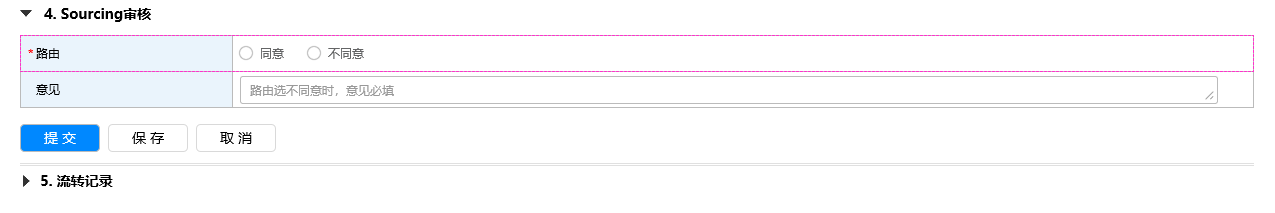 4. Sourcing审核
*路由
同意 不同意
意见
路由选不同意时，意见必填
提 交 保 存 取 消
5. 流转记录